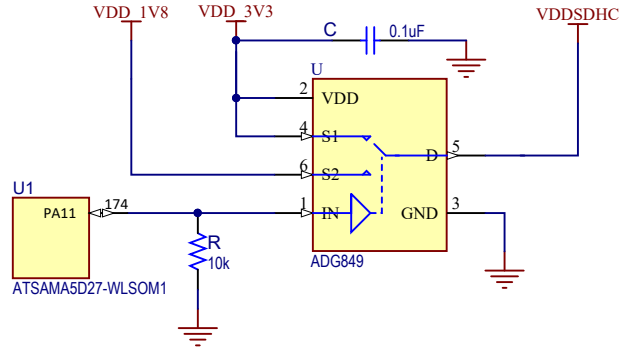 VDD_1V8
VDD_3V3
VDDSDHC
C
0.1uF
U
2
VDD
4
S1
D
5
6
S2
U1
PA11
174
1
IN
GND
3
R
10k
ADG849
ATSAMA5D27-WLSOM1